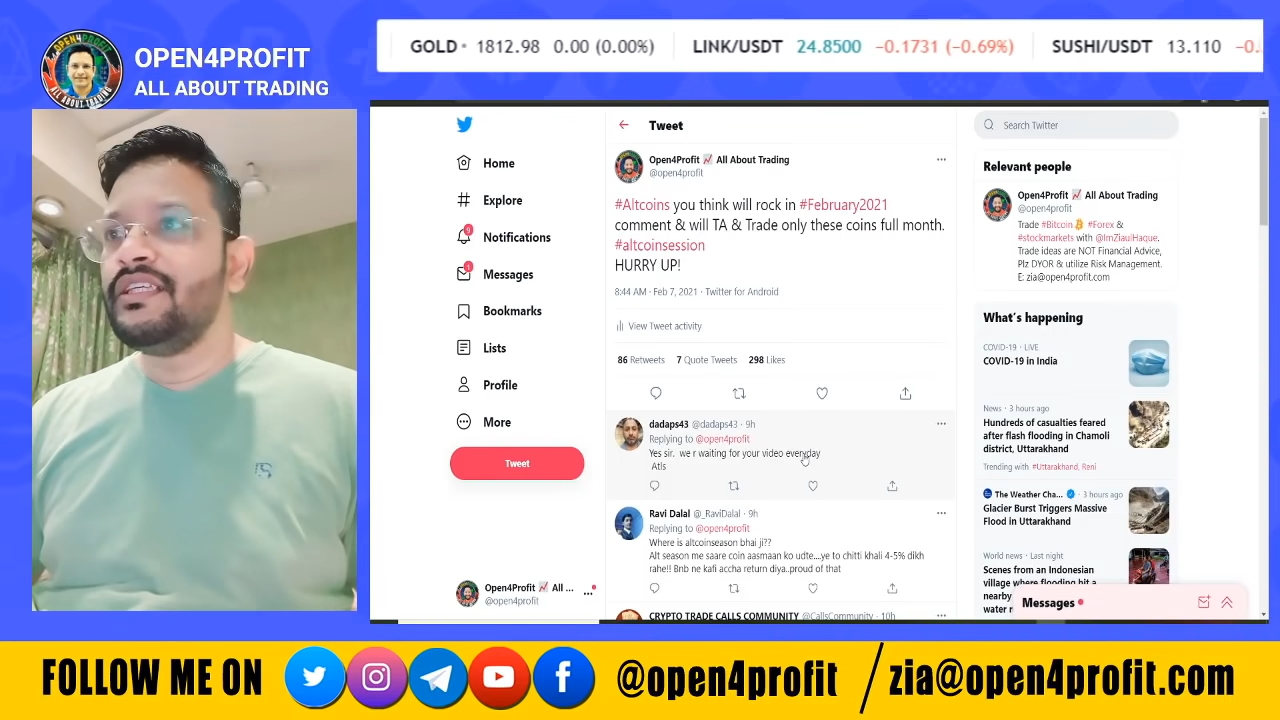 OPEN4PROFIT
ALL ABOUT TRADING
GOLD 1812.98 0.00 (0.00%) LINK/USDT 24.8500 −0.1731 (−0.69%) SUSHI/USDT 13.110 −0.
Home
Explore
Notifications
9
Messages
1
Bookmarks
Lists
Profile
More
Tweet
Open4Profit All ...
@open4profit
Tweet
Open4Profit All About Trading
@open4profit
#Altcoins you think will rock in #February2021
comment & will TA & Trade only these coins full month.
#altcoinsession
HURRY UP!
8:44 AM · Feb 7, 2021 · Twitter for Android
View Tweet activity
86 Retweets 7 Quote Tweets 298 Likes
dadaps43 @dadaps43 · 9h
Replying to @open4profit
Yes sir. we r waiting for your video everyday
Atls
Ravi Dalal @_RaviDalal · 9h
Replying to @open4profit
Where is altcoinseason bhai ji??
Alt season me saare coin aasmaan ko udte....ye to chitti khali 4-5% dikh
rahe!! Bnb ne kafi accha return diya..proud of that
CRYPTO TRADE CALLS COMMUNITY @CallsCommunity · 10h
Search Twitter
Relevant people
Open4Profit All About Trading
@open4profit
Trade #Bitcoin #Forex &
#stockmarkets with @ImZiaulHaque.
Trade ideas are NOT Financial Advice,
Plz DYOR & utilize Risk Management.
E: zia@open4profit.com
What's happening
COVID-19 · LIVE
COVID-19 in India
News · 3 hours ago
Hundreds of casualties feared
after flash flooding in Chamoli
district, Uttarakhand
Trending with #Uttarakhand, Reni
The Weather Cha... · 3 hours ago
Glacier Burst Triggers Massive
Flood in Uttarakhand
World news · Last night
Scenes from an Indonesian
village where flooding hit a
nearby
water
Messages
FOLLOW ME ON @open4profit / zia@open4profit.com